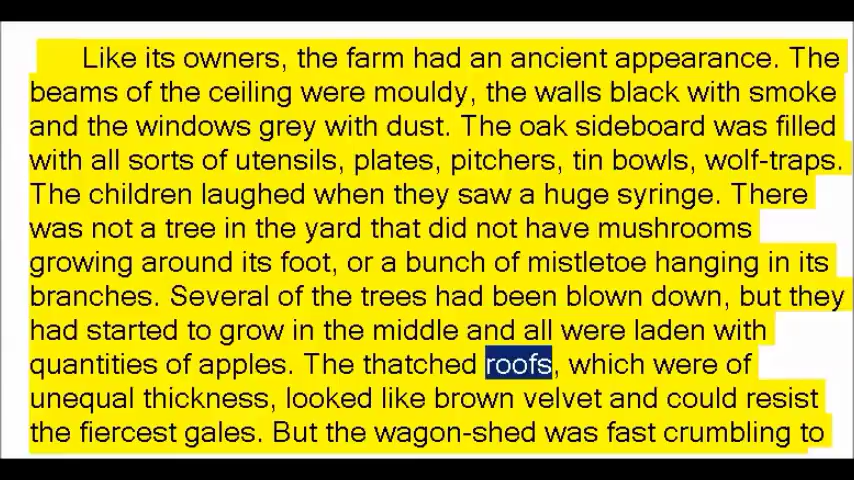 Like its owners, the farm had an ancient appearance. The
beams of the ceiling were mouldy, the walls black with smoke
and the windows grey with dust. The oak sideboard was filled
with all sorts of utensils, plates, pitchers, tin bowls, wolf-traps.
The children laughed when they saw a huge syringe. There
was not a tree in the yard that did not have mushrooms
growing around its foot, or a bunch of mistletoe hanging in its
branches. Several of the trees had been blown down, but they
had started to grow in the middle and all were laden with
quantities of apples. The thatched roofs, which were of
unequal thickness, looked like brown velvet and could resist
the fiercest gales. But the wagon-shed was fast crumbling to